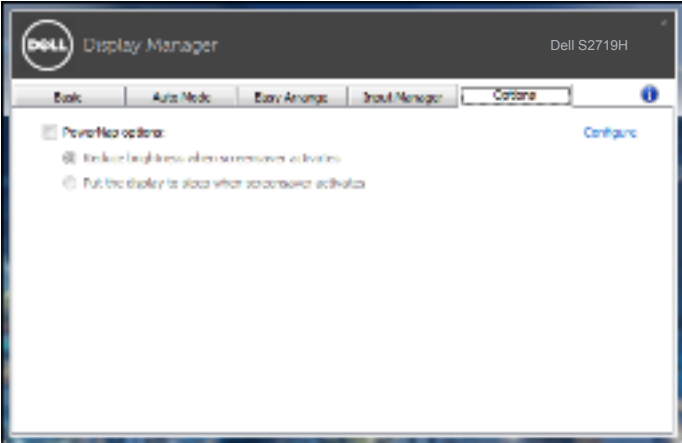 DELL Display Manager Dell S2719H
Basic Auto Mode Easy Arrange Input Manager Options
PowerNap options: Configure
Reduce brightness when screensaver activates
Put the display to sleep when screensaver activates